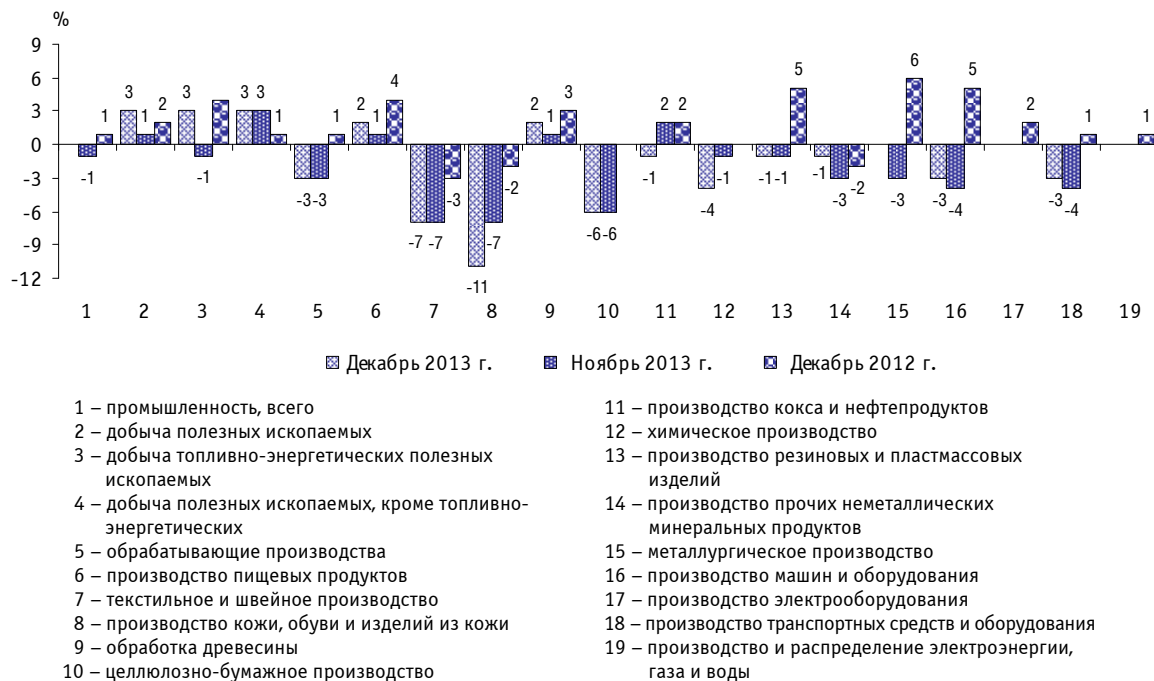 %
9
6
3
0
-3
-6
-9
-12
-1 1
3 1 2
3 -1
3 3 1
-3 -3 1
2 1 4
-7 -7 -3
-11 -7 -2
2 1 3
-6 -6
-1 2 2
-4 -1
-1 -1 5
-1 -3 -2
-3 6
-3 -4 5
2
-3 -4 1
1
1 2 3 4 5 6 7 8 9 10 11 12 13 14 15 16 17 18 19
Декабрь 2013 г. Ноябрь 2013 г. Декабрь 2012 г.
1 – промышленность, всего
2 – добыча полезных ископаемых
3 – добыча топливно-энергетических полезных
ископаемых
4 – добыча полезных ископаемых, кроме топливно-
энергетических
5 – обрабатывающие производства
6 – производство пищевых продуктов
7 – текстильное и швейное производство
8 – производство кожи, обуви и изделий из кожи
9 – обработка древесины
10 – целлюлозно-бумажное производство
11 – производство кокса и нефтепродуктов
12 – химическое производство
13 – производство резиновых и пластмассовых
изделий
14 – производство прочих неметаллических
минеральных продуктов
15 – металлургическое производство
16 – производство машин и оборудования
17 – производство электрооборудования
18 – производство транспортных средств и оборудования
19 – производство и распределение электроэнергии,
газа и воды